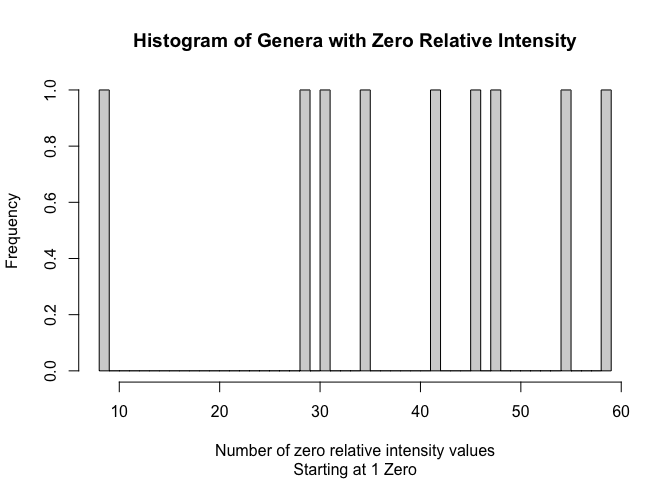 Histogram of Genera with Zero Relative Intensity
Frequency
1.0
0.8
0.6
0.4
0.2
0.0
10 20 30 40 50 60
Number of zero relative intensity values
Starting at 1 Zero